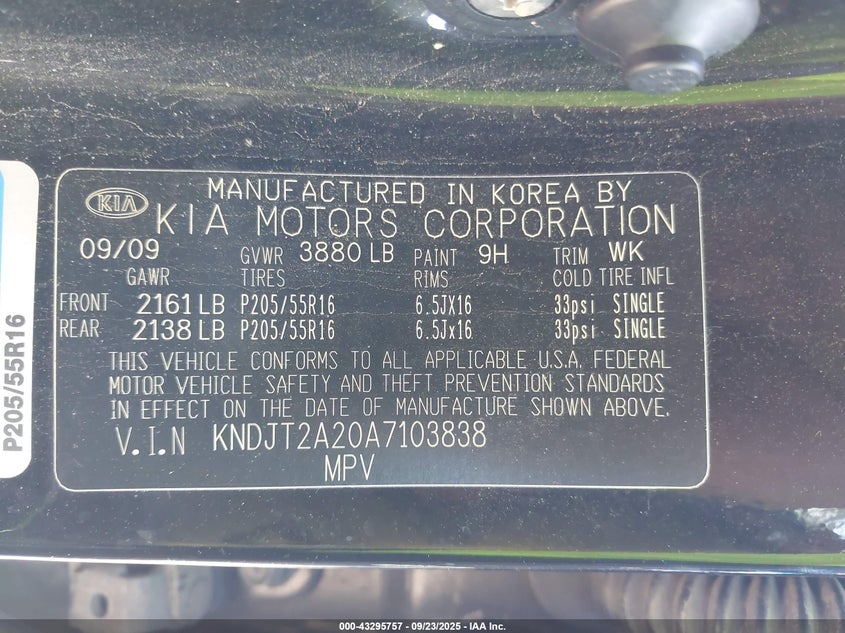 MANUFACTURED IN KOREA BY
KIA KIA MOTORS CORPORATION
09/09 GVWR 3880 LB PAINT 9H TRIM WK
GAWR TIRES RIMS COLD TIRE INFL
FRONT 2161 LB P205/55R16 6.5JX16 33psi SINGLE
REAR 2138 LB P205/55R16 6.5Jx16 33psi SINGLE
THIS VEHICLE CONFORMS TO ALL APPLICABLE U.S.A. FEDERAL
MOTOR VEHICLE SAFETY AND THEFT PREVENTION STANDARDS
IN EFFECT ON THE DATE OF MANUFACTURE SHOWN ABOVE.
V.I.N KNDJT2A20A7103838
MPV
P205/55R16
000-43295757 - 09/23/2025 - IAA Inc.